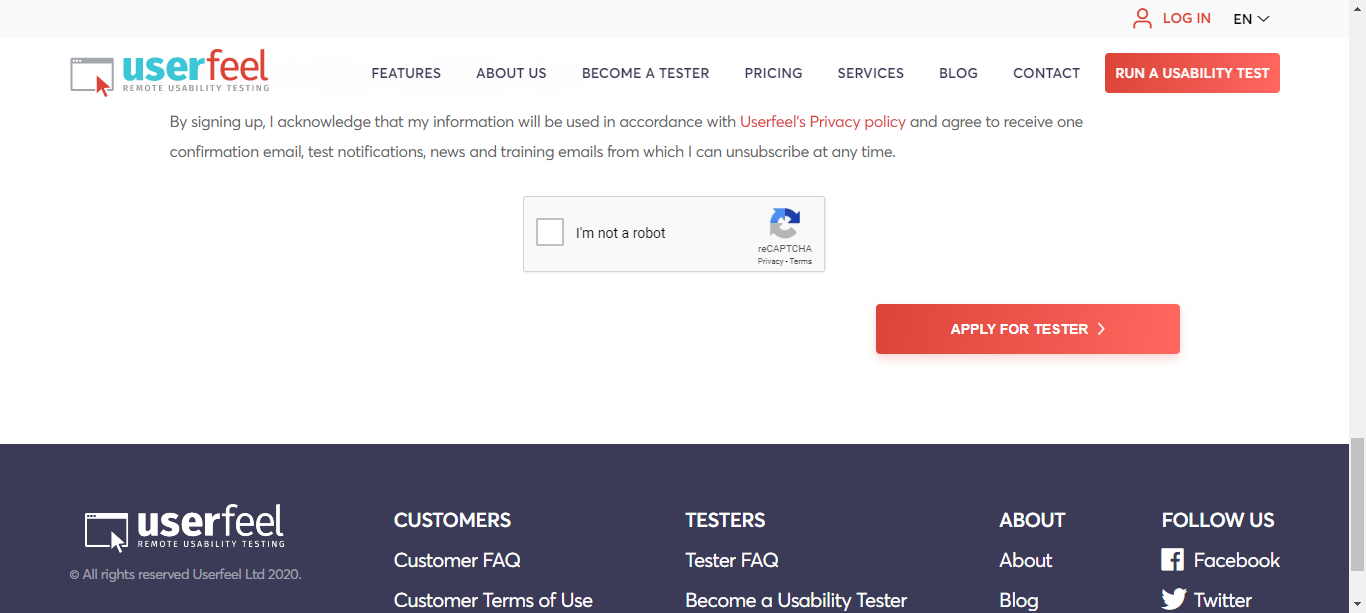 LOG IN EN
userfeel
REMOTE USABILITY TESTING
FEATURES ABOUT US BECOME A TESTER PRICING SERVICES BLOG CONTACT RUN A USABILITY TEST
By signing up, I acknowledge that my information will be used in accordance with Userfeel's Privacy policy and agree to receive one
confirmation email, test notifications, news and training emails from which I can unsubscribe at any time.
I'm not a robot
reCAPTCHA
Privacy - Terms
APPLY FOR TESTER
userfeel
REMOTE USABILITY TESTING
© All rights reserved Userfeel Ltd 2020.
CUSTOMERS
Customer FAQ
Customer Terms of Use
TESTERS
Tester FAQ
Become a Usability Tester
ABOUT
About
Blog
FOLLOW US
Facebook
Twitter